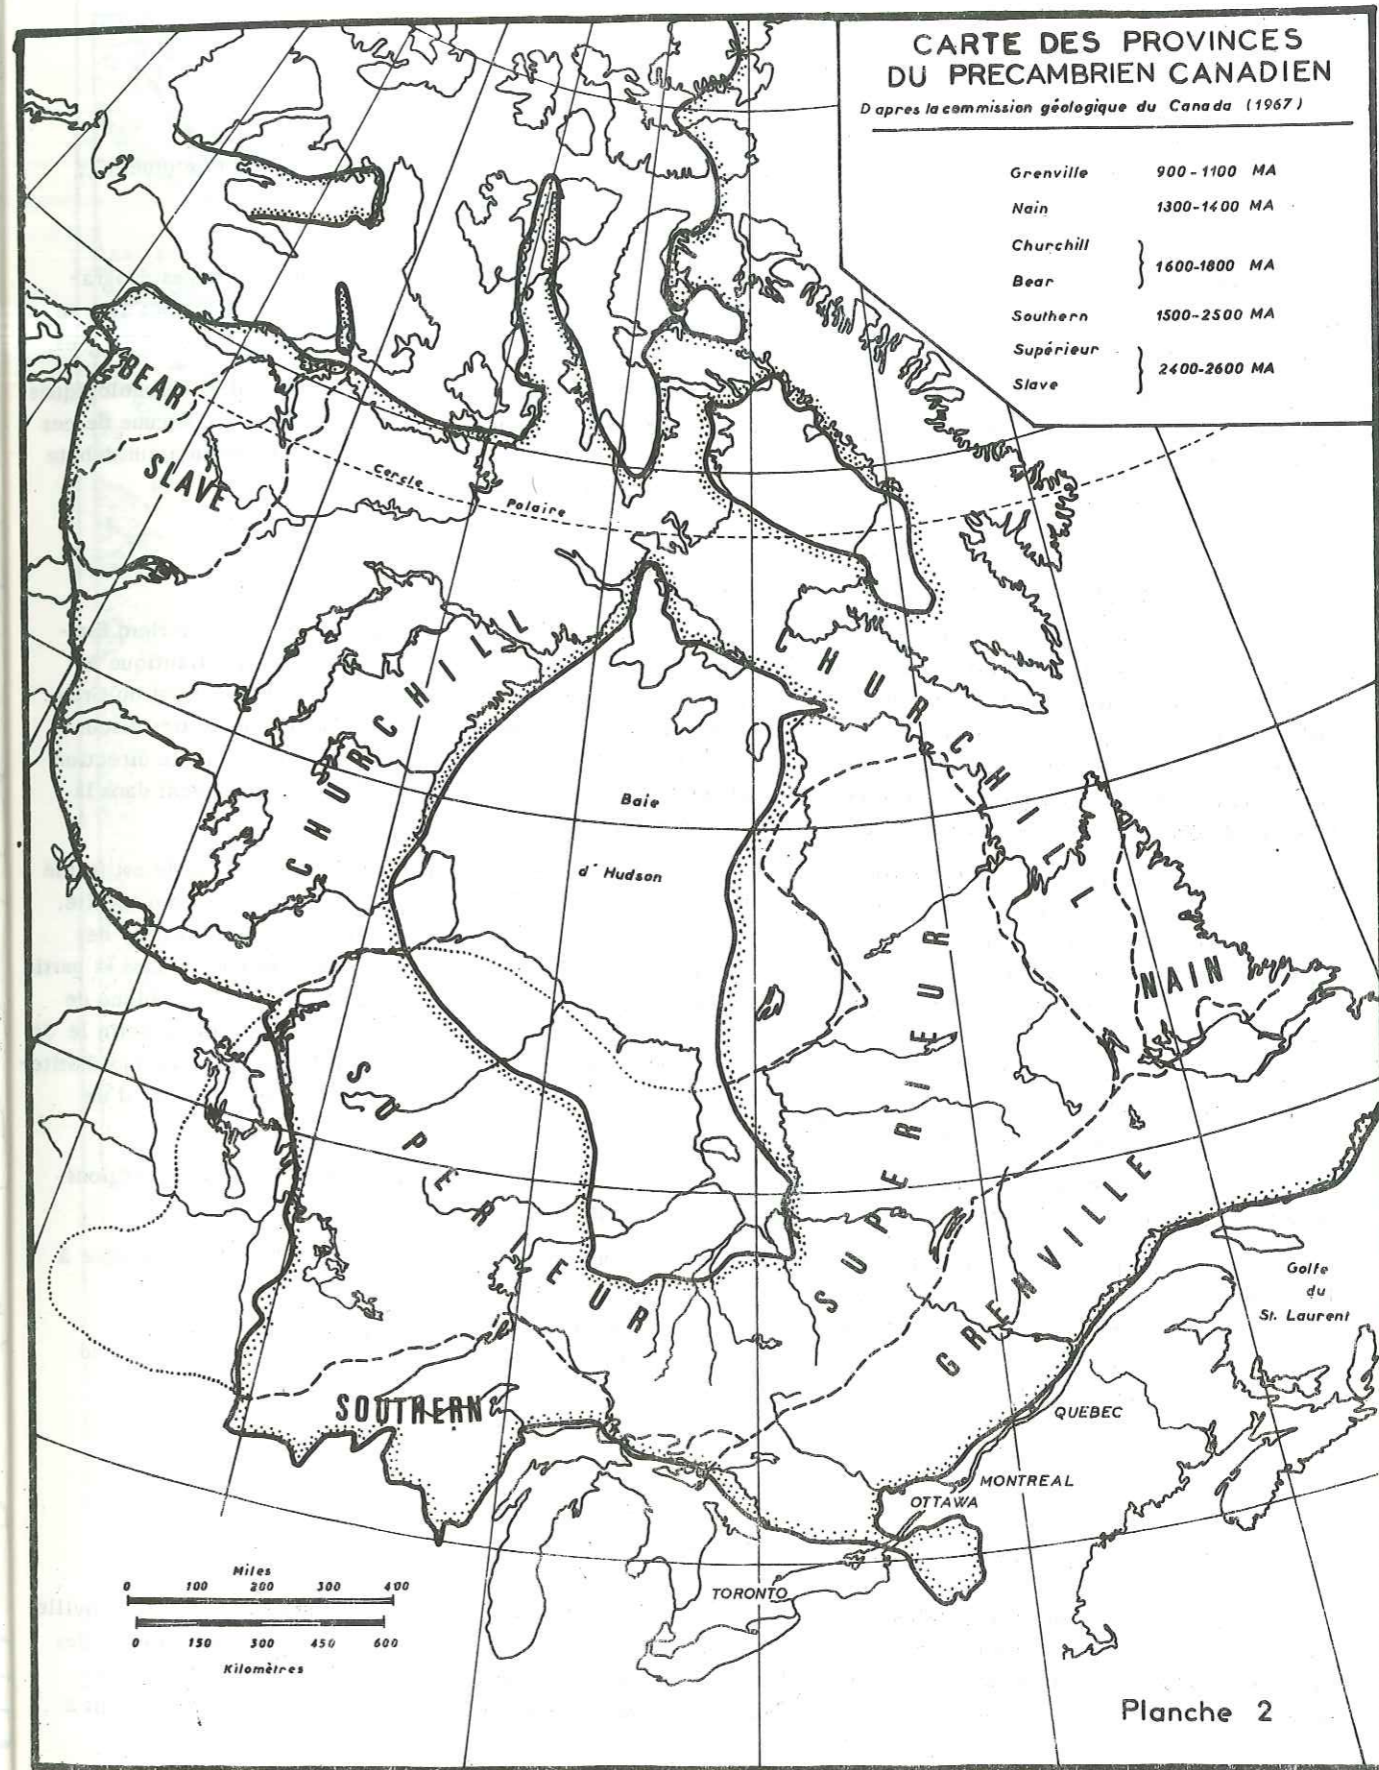 CARTE DES PROVINCES
DU PRECAMBRIEN CANADIEN
D apres la commission géologique du Canada (1967)
Grenville 900-1100 MA
Nain 1300-1400 MA
Churchill
Bear
1600-1800 MA
Southern 1500-2500 MA
Supérieur
Slave
2400-2600 MA
BEAR
SLAVE
Cercle Polaire
CHURCHILL
CHURCHILL
Baie
d' Hudson
NAIN
SUPERIEUR
SUPERIEUR
GRENVILLE
Golfe
du
St. Laurent
SOUTHERN
QUEBEC
MONTREAL
OTTAWA
TORONTO
Miles
0 100 200 300 400
0 150 300 450 600
Kilomètres
Planche 2